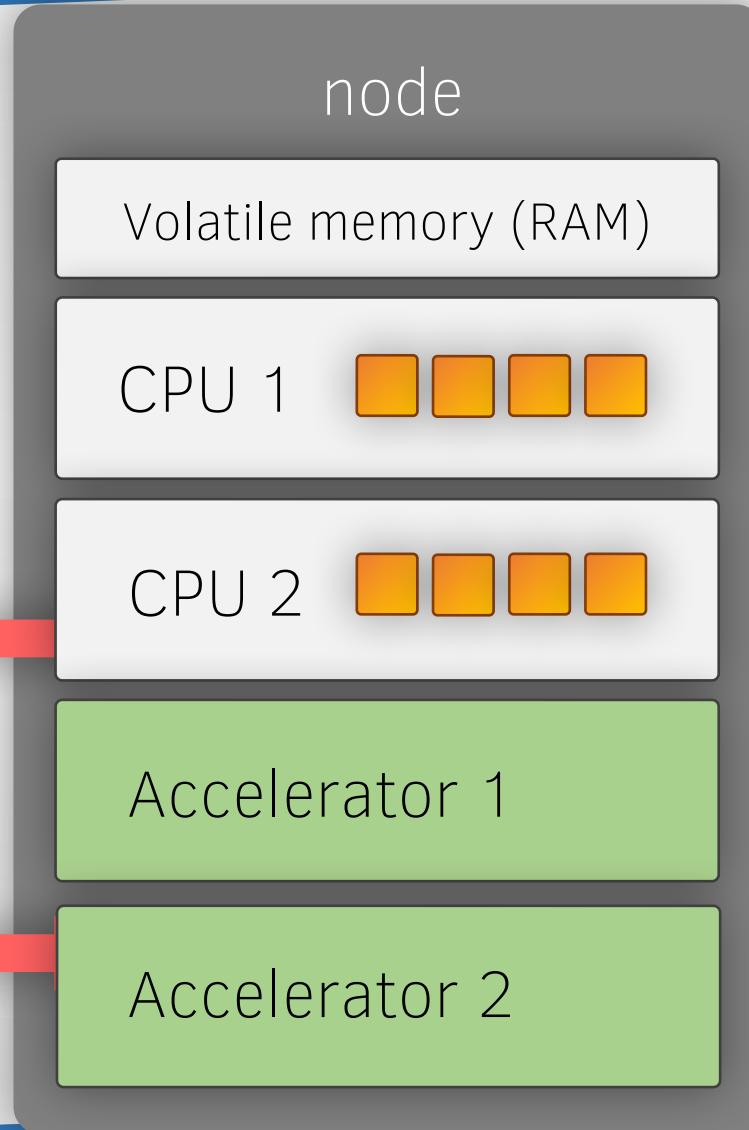 node
Volatile memory (RAM)
CPU 1
CPU 2
Accelerator 1
Accelerator 2